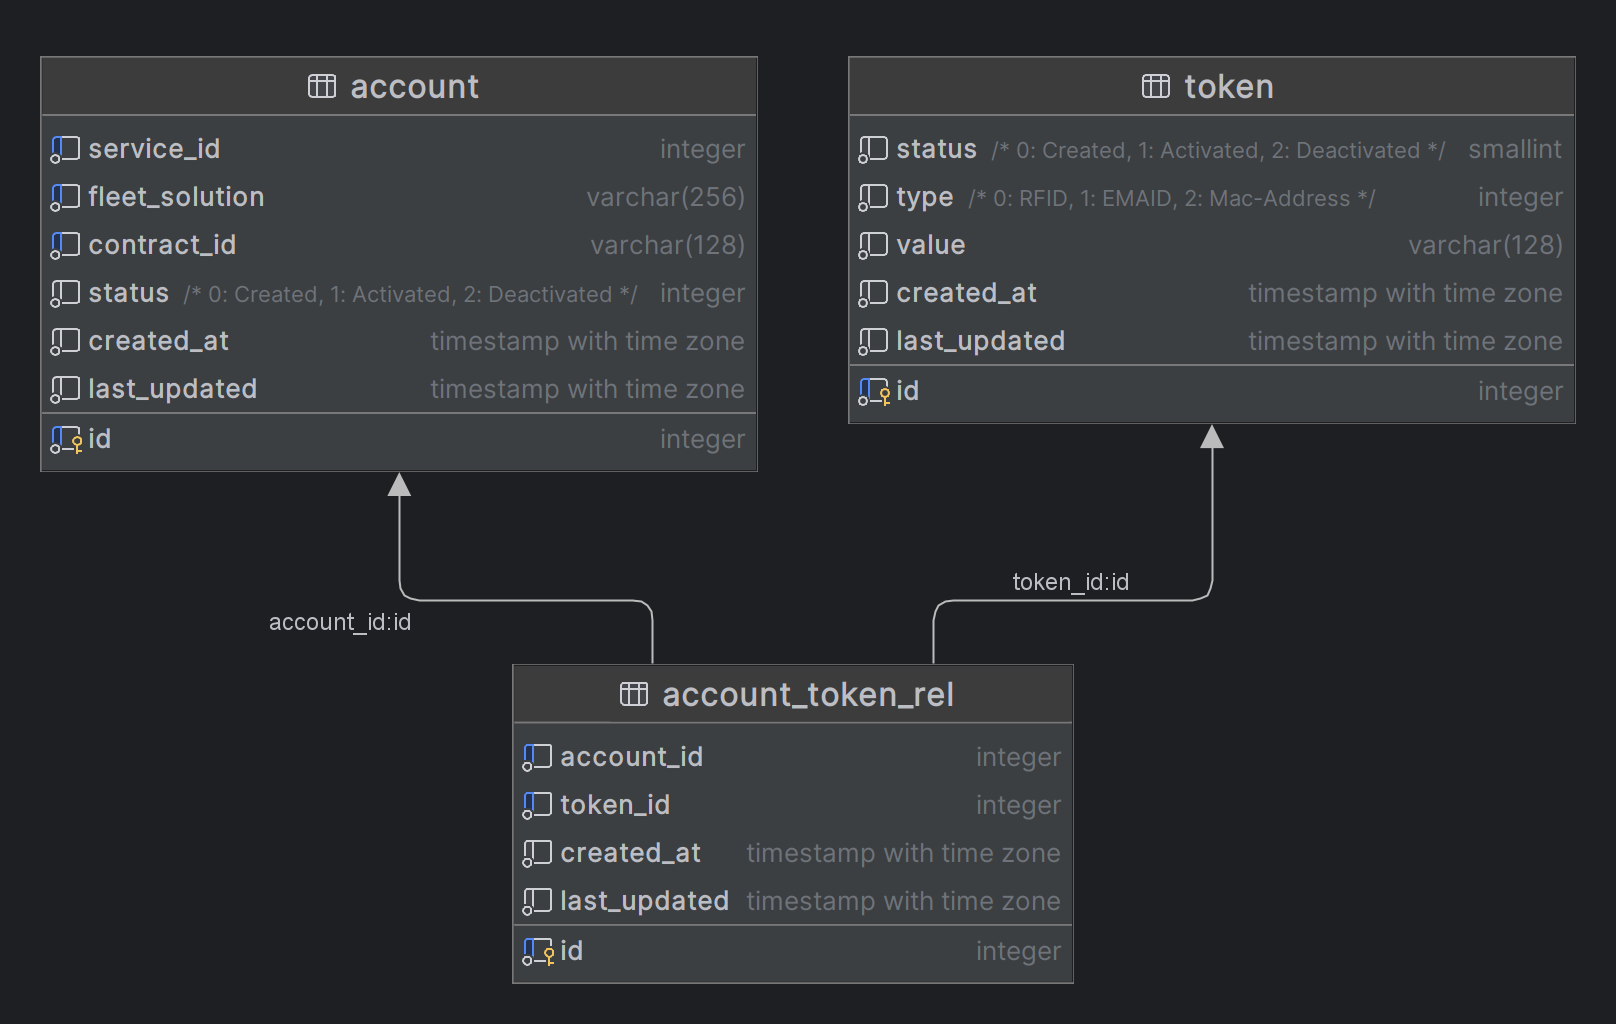 account
service_id integer
fleet_solution varchar(256)
contract_id varchar(128)
status /* 0: Created, 1: Activated, 2: Deactivated */ integer
created_at timestamp with time zone
last_updated timestamp with time zone
id integer
token
status /* 0: Created, 1: Activated, 2: Deactivated */ smallint
type /* 0: RFID, 1: EMAID, 2: Mac-Address */ integer
value varchar(128)
created_at timestamp with time zone
last_updated timestamp with time zone
id integer
account_id:id
token_id:id
account_token_rel
account_id integer
token_id integer
created_at timestamp with time zone
last_updated timestamp with time zone
id integer